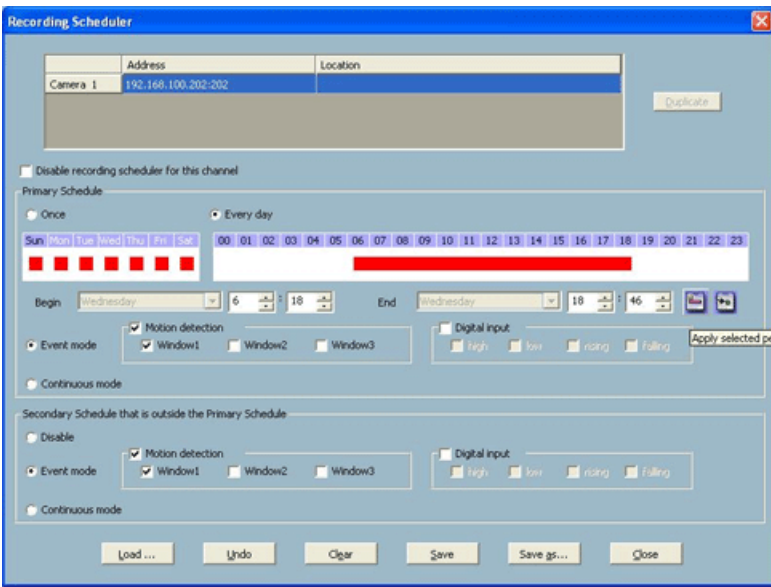 Recording Scheduler
Address Location
Camera 1 192.168.100.202:202
Duplicate
Disable recording scheduler for this channel
Primary Schedule
Once Every day
Sun Mon Tue Wed Thu Fri Sat 00 01 02 03 04 05 06 07 08 09 10 11 12 13 14 15 16 17 18 19 20 21 22 23
Begin Wednesday 6 : 18 End Wednesday 18 : 46
Apply selected pe
Motion detection Digital input
Event mode Window1 Window2 Window3 high low rising falling
Continuous mode
Secondary Schedule that is outside the Primary Schedule
Disable
Motion detection Digital input
Event mode Window1 Window2 Window3 high low rising falling
Continuous mode
Load ... Undo Clear Save Save as... Close